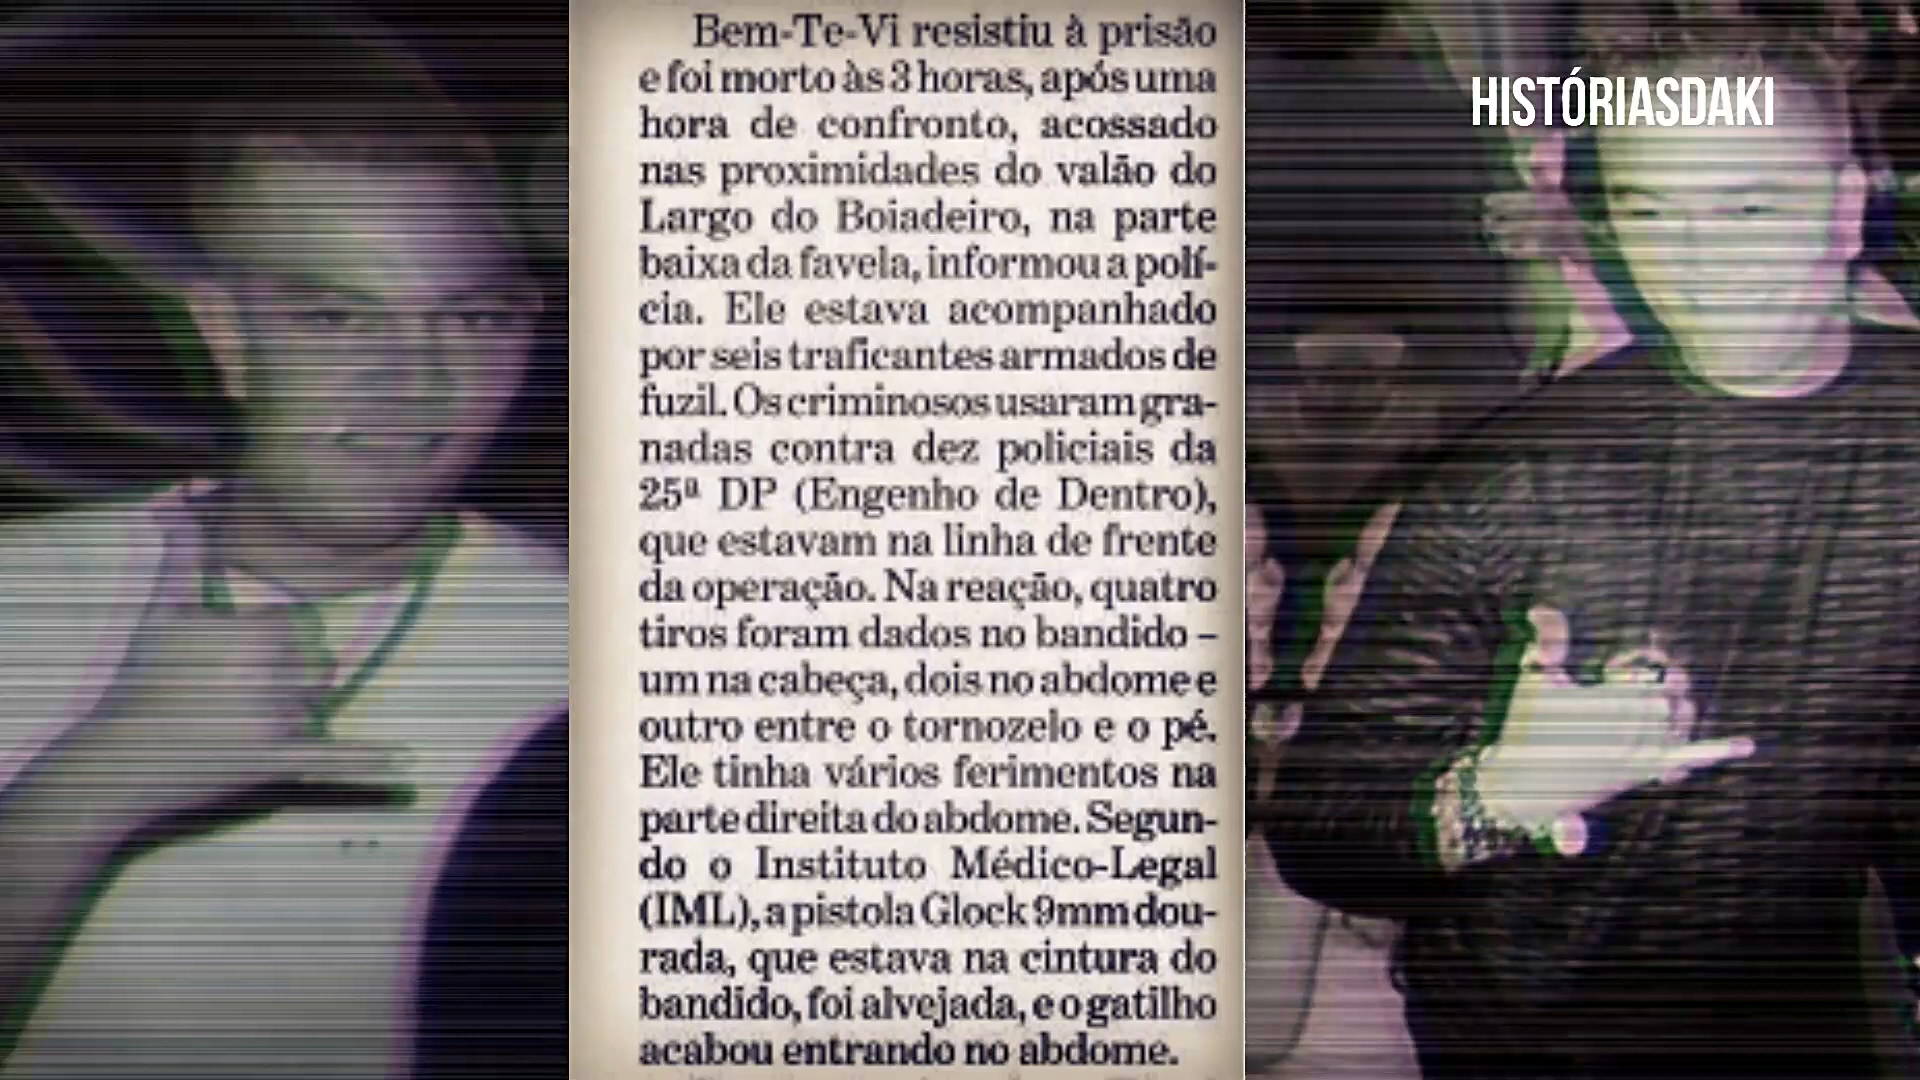 Bem-Te-Vi resistiu à prisão
e foi morto às 3 horas, após uma
hora de confronto, acossado
nas proximidades do valão do
Largo do Boiadeiro, na parte
baixa da favela, informou a polí-
cia. Ele estava acompanhado
por seis traficantes armados de
fuzil. Os criminosos usaram gra-
nadas contra dez policiais da
25ª DP (Engenho de Dentro),
que estavam na linha de frente
da operação. Na reação, quatro
tiros foram dados no bandido –
um na cabeça, dois no abdome e
outro entre o tornozelo e o pé.
Ele tinha vários ferimentos na
parte direita do abdome. Segun-
do o Instituto Médico-Legal
(IML), a pistola Glock 9mm dou-
rada, que estava na cintura do
bandido, foi alvejada, e o gatilho
acabou entrando no abdome.
HISTÓRIASDAKI